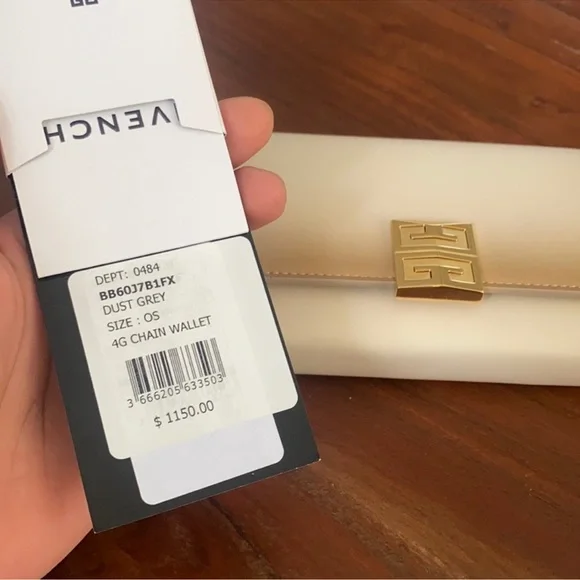 VENCH
DEPT: 0484
BB60J7B1FX
DUST GREY
SIZE : OS
4G CHAIN WALLET
3 666205 633503
$ 1150.00